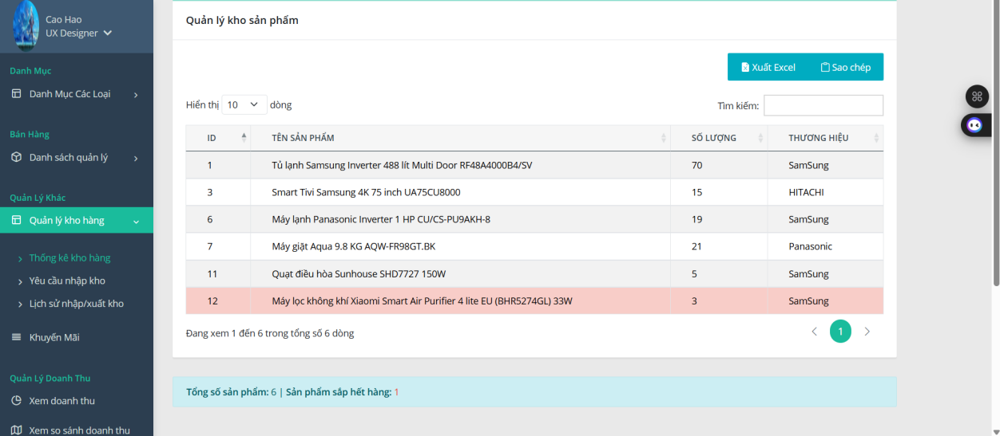 Cao Hao
UX Designer
Danh Mục
Danh Mục Các Loại
Bán Hàng
Danh sách quản lý
Quản Lý Khác
Quản lý kho hàng
Thống kê kho hàng
Yêu cầu nhập kho
Lịch sử nhập/xuất kho
Khuyến Mãi
Quản Lý Doanh Thu
Xem doanh thu
Xem so sánh doanh thu
Quản lý kho sản phẩm
Xuất Excel Sao chép
Hiển thị 10 dòng Tìm kiếm:
ID TÊN SẢN PHẨM SỐ LƯỢNG THƯƠNG HIỆU
1 Tủ lạnh Samsung Inverter 488 lít Multi Door RF48A4000B4/SV 70 SamSung
3 Smart Tivi Samsung 4K 75 inch UA75CU8000 15 HITACHI
6 Máy lạnh Panasonic Inverter 1 HP CU/CS-PU9AKH-8 19 SamSung
7 Máy giặt Aqua 9.8 KG AQW-FR98GT.BK 21 Panasonic
11 Quạt điều hòa Sunhouse SHD7727 150W 5 SamSung
12 Máy lọc không khí Xiaomi Smart Air Purifier 4 lite EU (BHR5274GL) 33W 3 SamSung
Đang xem 1 đến 6 trong tổng số 6 dòng 1
Tổng số sản phẩm: 6 | Sản phẩm sắp hết hàng: 1